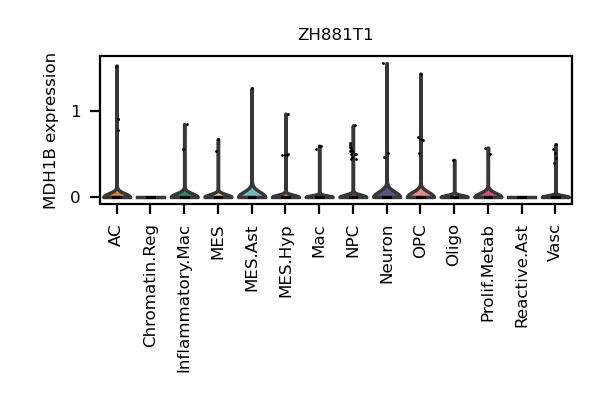 ZH881T1
MDH1B expression
1
0
AC
Chromatin.Reg
Inflammatory.Mac
MES
MES.Ast
MES.Hyp
Mac
NPC
Neuron
OPC
Oligo
Prolif.Metab
Reactive.Ast
Vasc